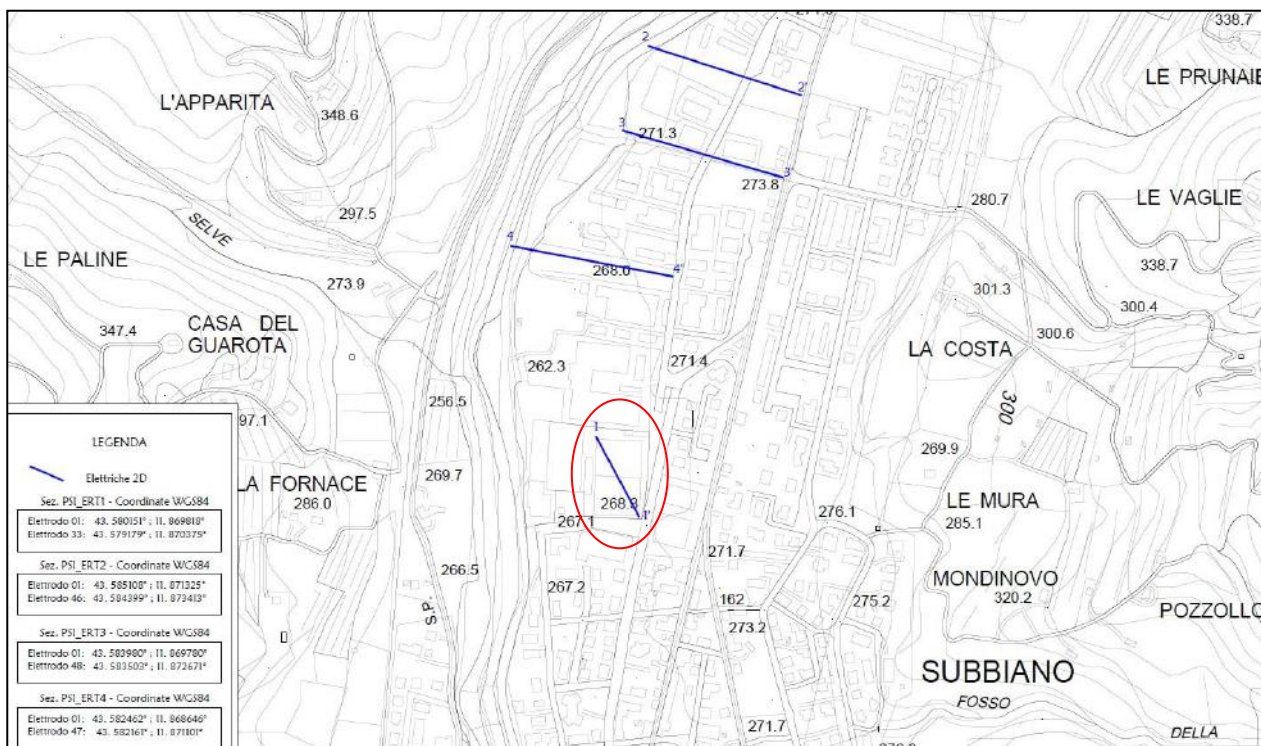 338.7
2
LE PRUNAIE
L'APPARITA
2'
348.6
3
271.3
3'
273.8
280.7
LE VAGLIE
297.5
SELVE
4
LE PALINE
268.0
4'
338.7
273.9
301.3
300.4
347.4
CASA DEL
GUAROTA
300.6
LA COSTA
271.4
262.3
256.5
300
97.1
1
269.9
LEGENDA
Elettriche 2D
269.7
LA FORNACE
286.0
268.3
1'
267.1
LE MURA
285.1
276.1
Sez. PSI_ERT1 - Coordinate WGS84
Elettrodo 01: 43.580151° ; 11.869818°
Elettrodo 33: 43.579179° ; 11.870375°
271.7
266.5
267.2
Sez. PSI_ERT2 - Coordinate WGS84
Elettrodo 01: 43.585108° ; 11.871325°
Elettrodo 46: 43.584399° ; 11.873413°
MONDINOVO
320.2
S.P.
162
275.2
POZZOLLO
273.2
Sez. PSI_ERT3 - Coordinate WGS84
Elettrodo 01: 43.583980° ; 11.869780°
Elettrodo 48: 43.583503° ; 11.872671°
SUBBIANO
FOSSO
Sez. PSI_ERT4 - Coordinate WGS84
Elettrodo 01: 43.582462° ; 11.868646°
Elettrodo 47: 43.582161° ; 11.871101°
271.7
DELLA